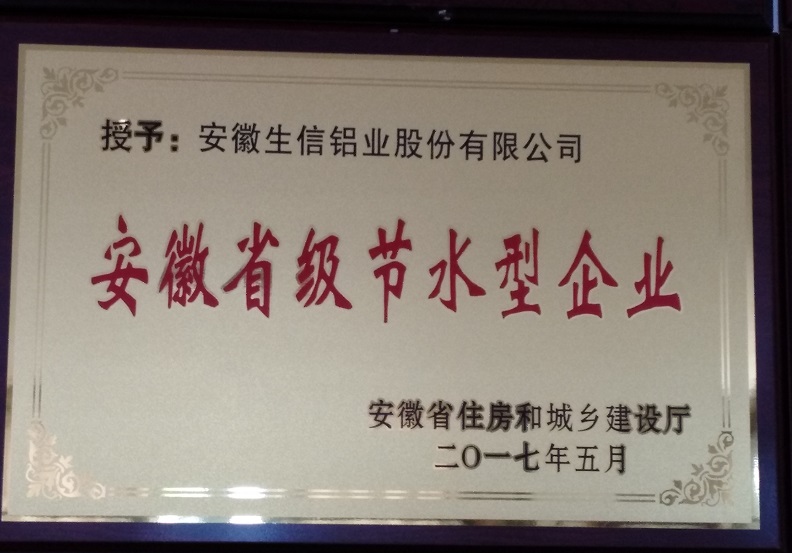 授予：安徽生信铝业股份有限公司
安徽省级节水型企业
安徽省住房和城乡建设厅
二〇一七年五月